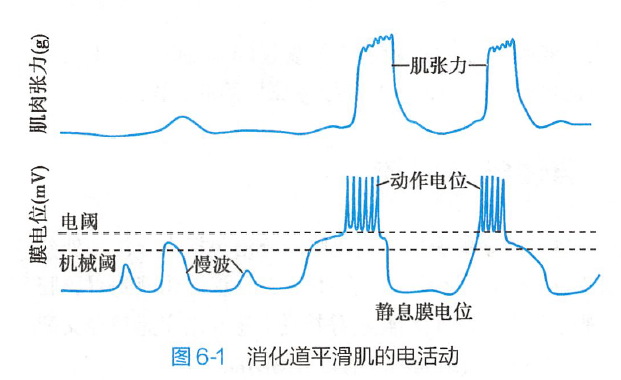 肌肉张力(g)
肌张力
膜电位(mV)
动作电位
电阈
机械阈
慢波
静息膜电位
图 6-1 消化道平滑肌的电活动